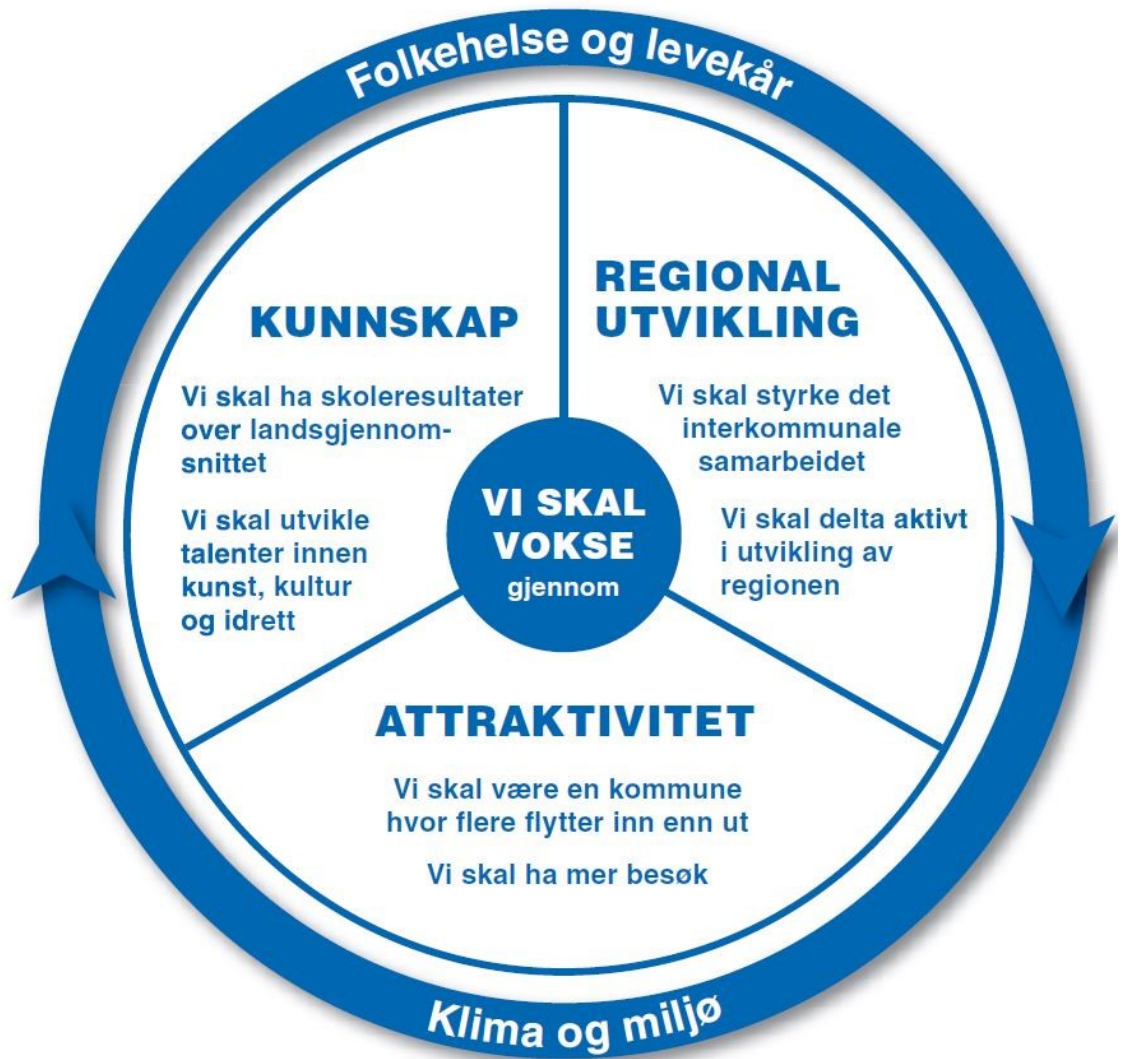 Folkehelse og levekår
KUNNSKAP
Vi skal ha skoleresultater
over landsgjennom-
snittet
Vi skal utvikle
talenter innen
kunst, kultur
og idrett
REGIONAL
UTVIKLING
Vi skal styrke det
interkommunale
samarbeidet
Vi skal delta aktivt
i utvikling av
regionen
VI SKAL
VOKSE
gjennom
ATTRAKTIVITET
Vi skal være en kommune
hvor flere flytter inn enn ut
Vi skal ha mer besøk
Klima og miljø